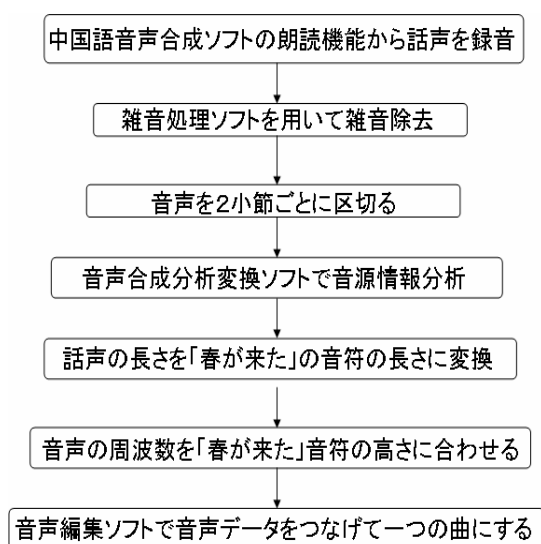 中国語音声合成ソフトの朗読機能から話声を録音
雑音処理ソフトを用いて雑音除去
音声を2小節ごとに区切る
音声合成分析変換ソフトで音源情報分析
話声の長さを「春が来た」の音符の長さに変換
音声の周波数を「春が来た」音符の高さに合わせる
音声編集ソフトで音声データをつなげて一つの曲にする